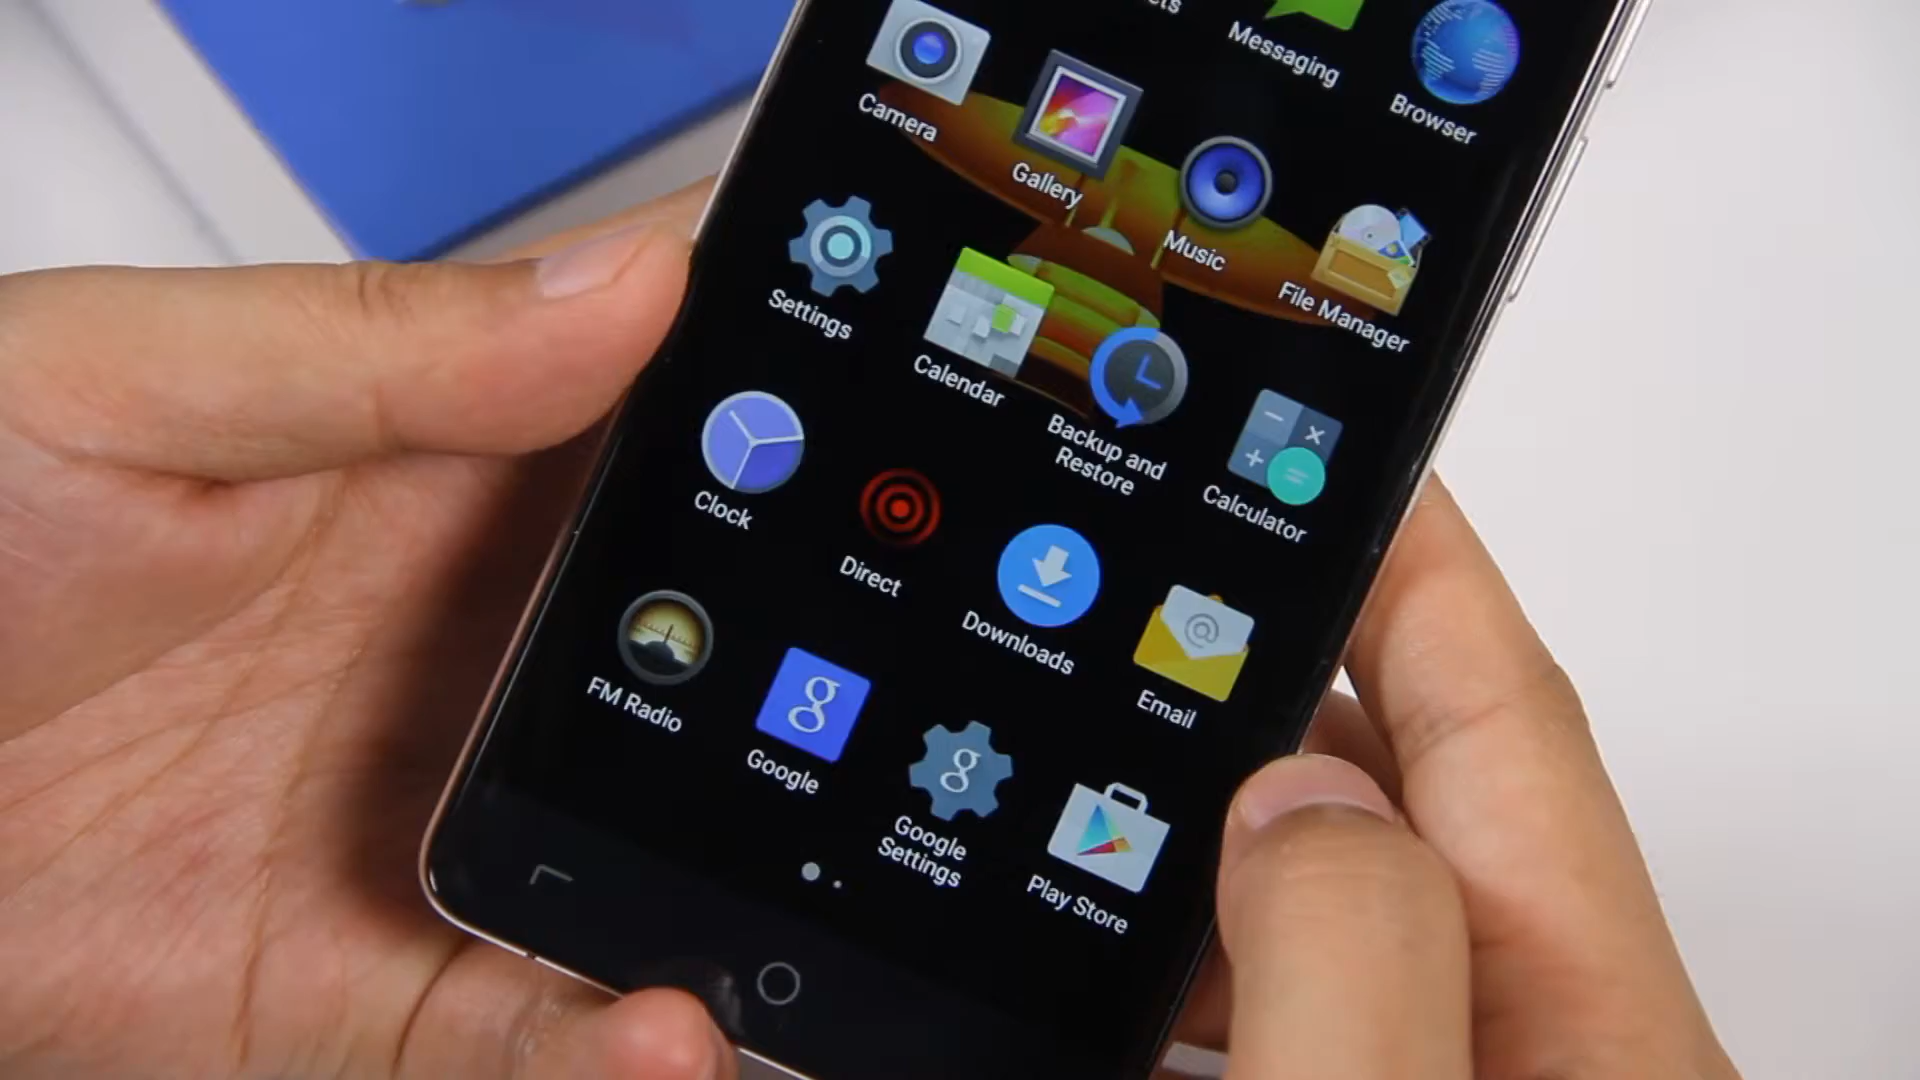 Messaging
Browser
Camera
Gallery
Music
File Manager
Settings
Calendar
Backup and
Restore
Calculator
Clock
Direct
Downloads
Email
FM Radio
g
Google
g
Google
Settings
Play Store